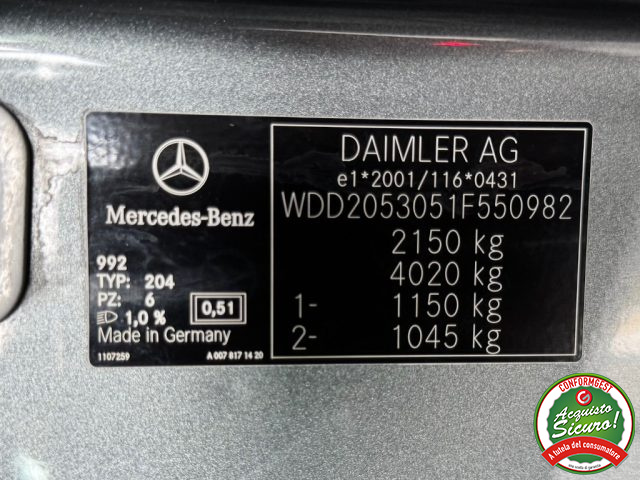 Mercedes-Benz
992
TYP: 204
PZ: 6
1,0 %
0,51
Made in Germany
1107259
A 007 817 14 20
DAIMLER AG
e1*2001/116*0431
WDD2053051F550982
2150 kg
4020 kg
1- 1150 kg
2- 1045 kg
CONFORMGEST
Acquisto
Sicuro!
A tutela del consumatore